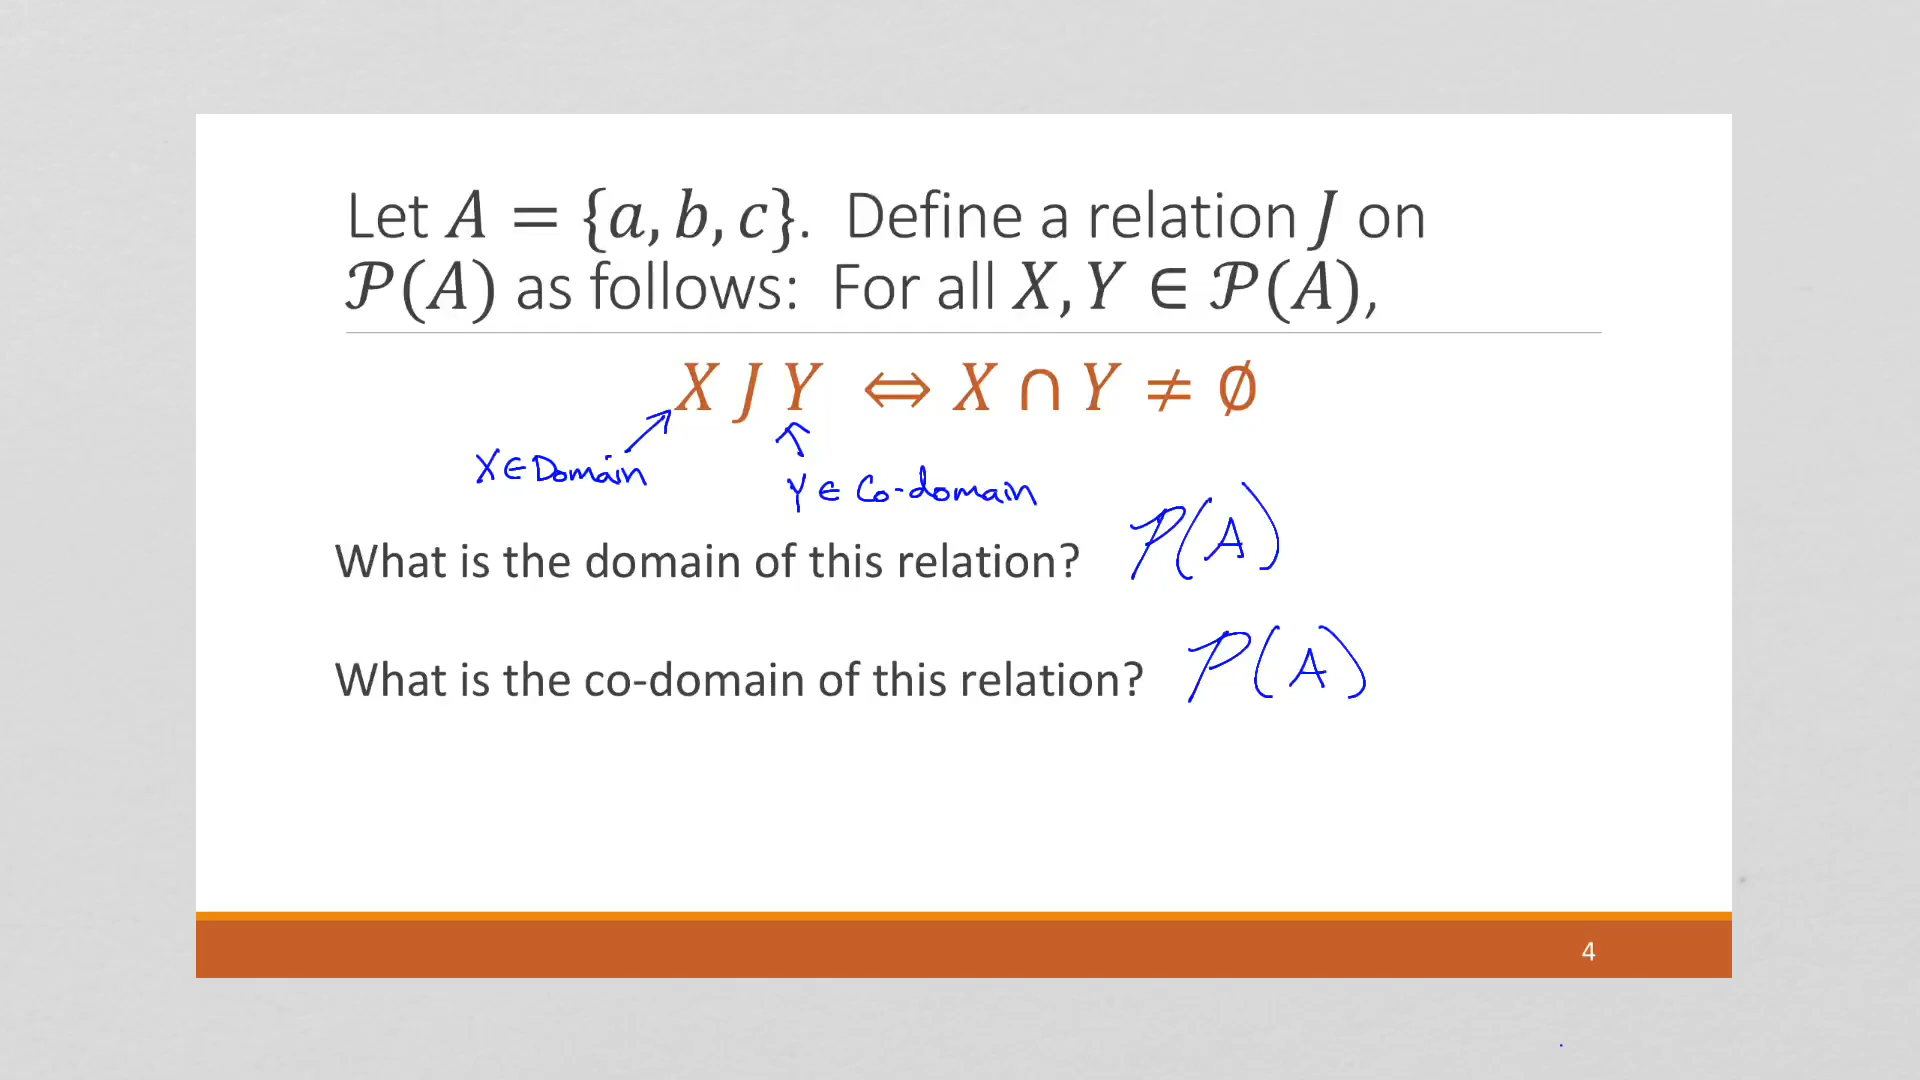 Let A = {a, b, c}. Define a relation J on
𝒫(A) as follows: For all X, Y ∈ 𝒫(A),
X J Y ⇔ X ∩ Y ≠ ∅
X ∈ Domain
Y ∈ Co-domain
What is the domain of this relation? 𝒫(A)
What is the co-domain of this relation? 𝒫(A)
4